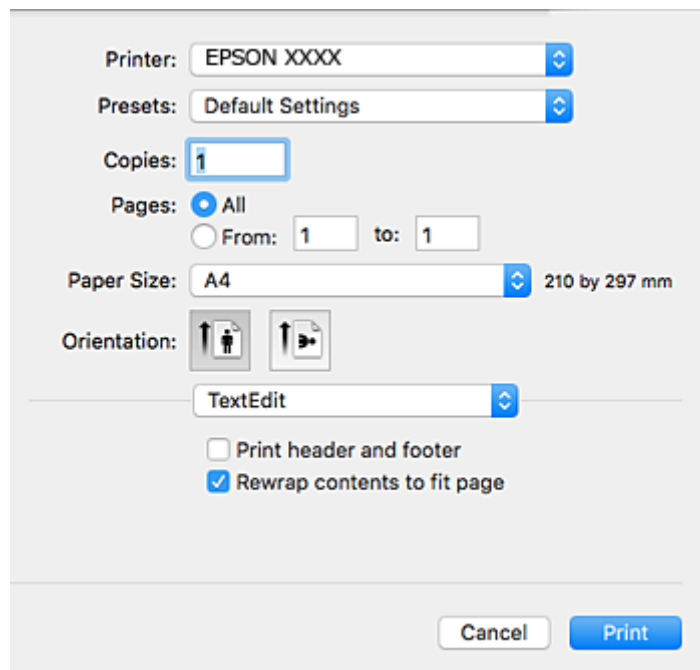 Printer: EPSON XXXX
Presets: Default Settings
Copies: 1
Pages: All
From: 1 to: 1
Paper Size: A4 210 by 297 mm
Orientation:
TextEdit
Print header and footer
Rewrap contents to fit page
Cancel Print